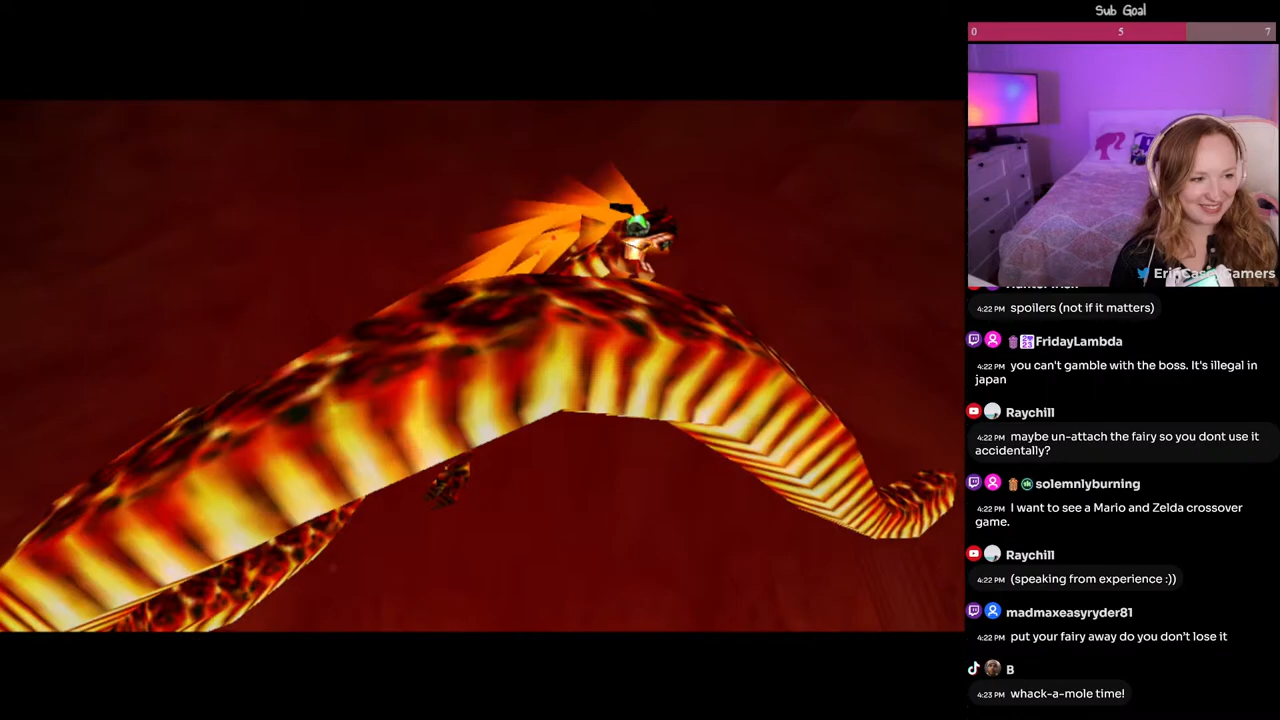 Sub Goal
0 5 7
ErinCaseyGamers
4:22 PM spoilers (not if it matters)
FridayLambda
4:22 PM you can't gamble with the boss. It's illegal in
japan
Raychill
4:22 PM maybe un-attach the fairy so you dont use it
accidentally?
solemnlyburning
4:22 PM I want to see a Mario and Zelda crossover
game.
Raychill
4:22 PM (speaking from experience :))
madmaxeasyryder81
4:22 PM put your fairy away do you don't lose it
B
4:23 PM whack-a-mole time!